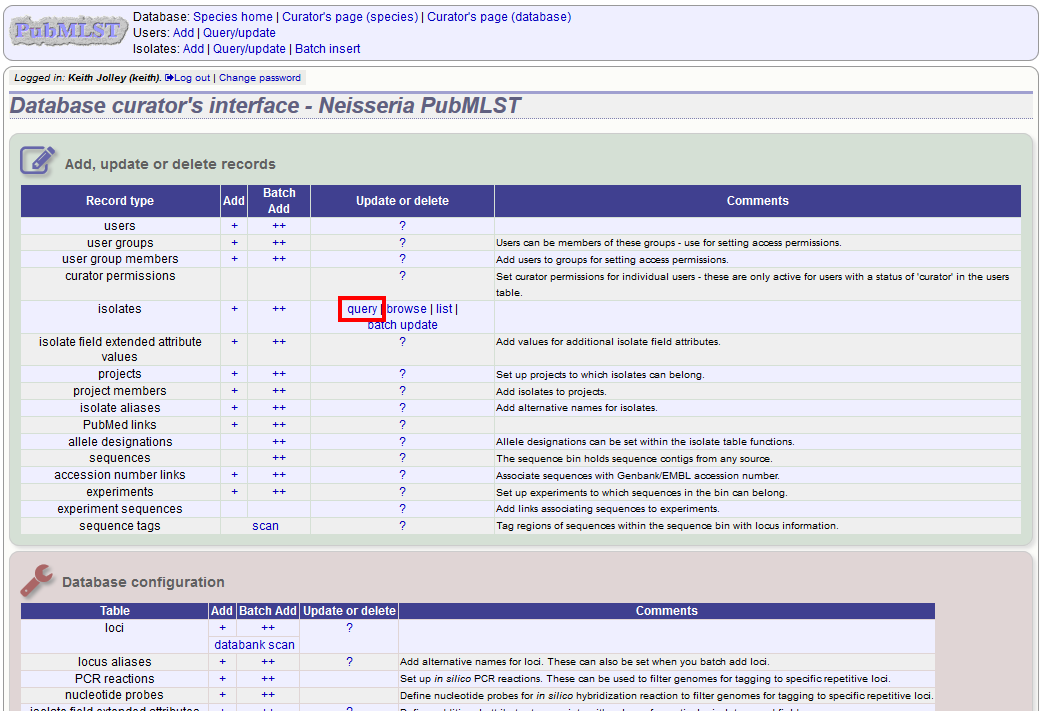 PubMLST
Database: Species home | Curator's page (species) | Curator's page (database)
Users: Add | Query/update
Isolates: Add | Query/update | Batch insert
Logged in: Keith Jolley (keith). Log out | Change password
Database curator's interface - Neisseria PubMLST
Add, update or delete records
Record type Add Batch Add Update or delete Comments
users + ++ ?
user groups + ++ ? Users can be members of these groups - use for setting access permissions.
user group members + ++ ? Add users to groups for setting access permissions.
curator permissions ? Set curator permissions for individual users - these are only active for users with a status of 'curator' in the users
table.
isolates + ++ query | browse | list |
batch update
isolate field extended attribute + ++ ? Add values for additional isolate field attributes.
values
projects + ++ ? Set up projects to which isolates can belong.
project members + ++ ? Add isolates to projects.
isolate aliases + ++ ? Add alternative names for isolates.
PubMed links + ++ ?
allele designations ++ ? Allele designations can be set within the isolate table functions.
sequences ++ ? The sequence bin holds sequence contigs from any source.
accession number links + ++ ? Associate sequences with Genbank/EMBL accession number.
experiments + ++ ? Set up experiments to which sequences in the bin can belong.
experiment sequences ? Add links associating sequences to experiments.
sequence tags scan ? Tag regions of sequences within the sequence bin with locus information.
Database configuration
Table Add Batch Add Update or delete Comments
loci + ++ ?
databank scan
locus aliases + ++ ? Add alternative names for loci. These can also be set when you batch add loci.
PCR reactions + ++ Set up in silico PCR reactions. These can be used to filter genomes for tagging to specific repetitive loci.
nucleotide probes + ++ Define nucleotide probes for in silico hybridization reaction to filter genomes for tagging to specific repetitive loci.
isolate field extended attributes